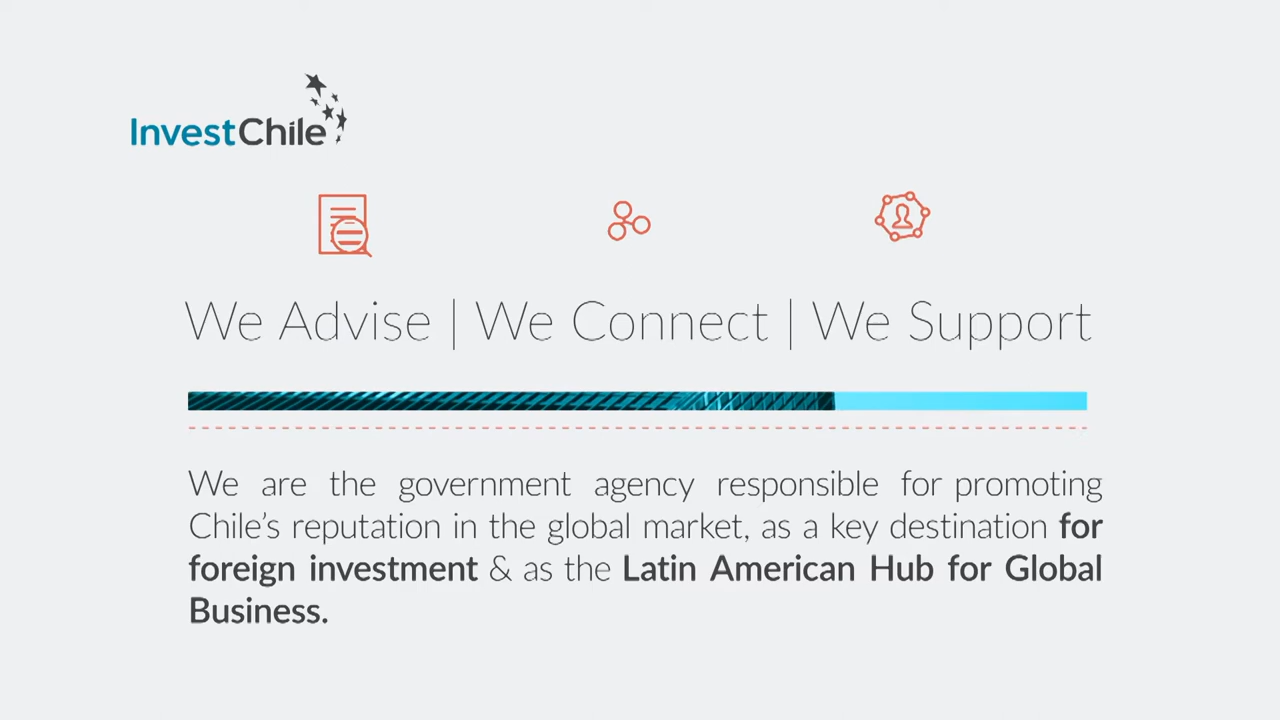 InvestChile
We Advise | We Connect | We Support
We are the government agency responsible for promoting
Chile’s reputation in the global market, as a key destination for
foreign investment & as the Latin American Hub for Global
Business.